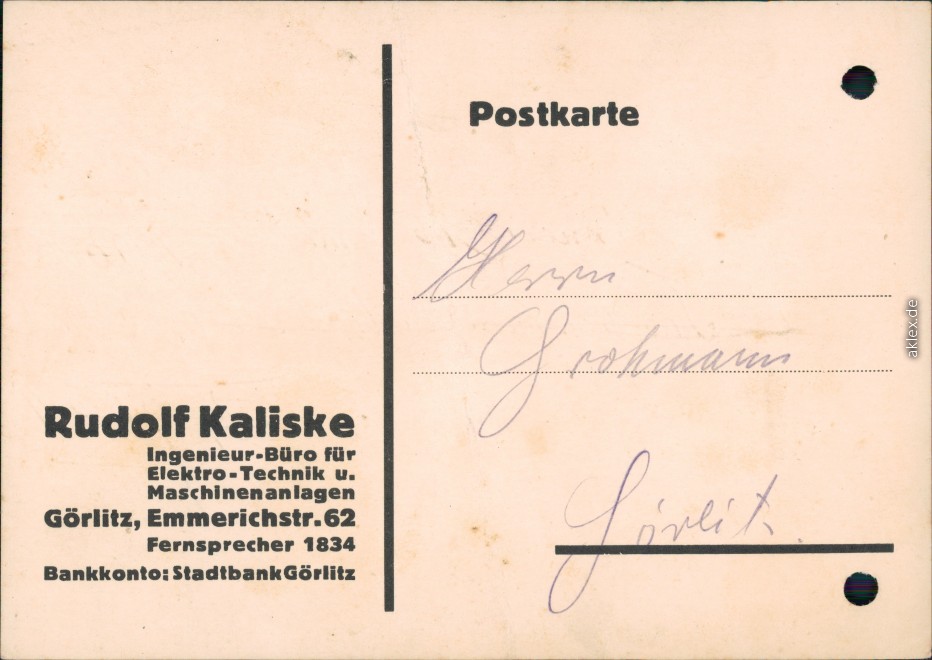 Rudolf Kaliske
Ingenieur-Büro für
Elektro-Technik u.
Maschinenanlagen
Görlitz, Emmerichstr. 62
Fernsprecher 1834
Bankkonto: Stadtbank Görlitz
Postkarte
Herrn
Grohmann
Görlitz.
aklex.de